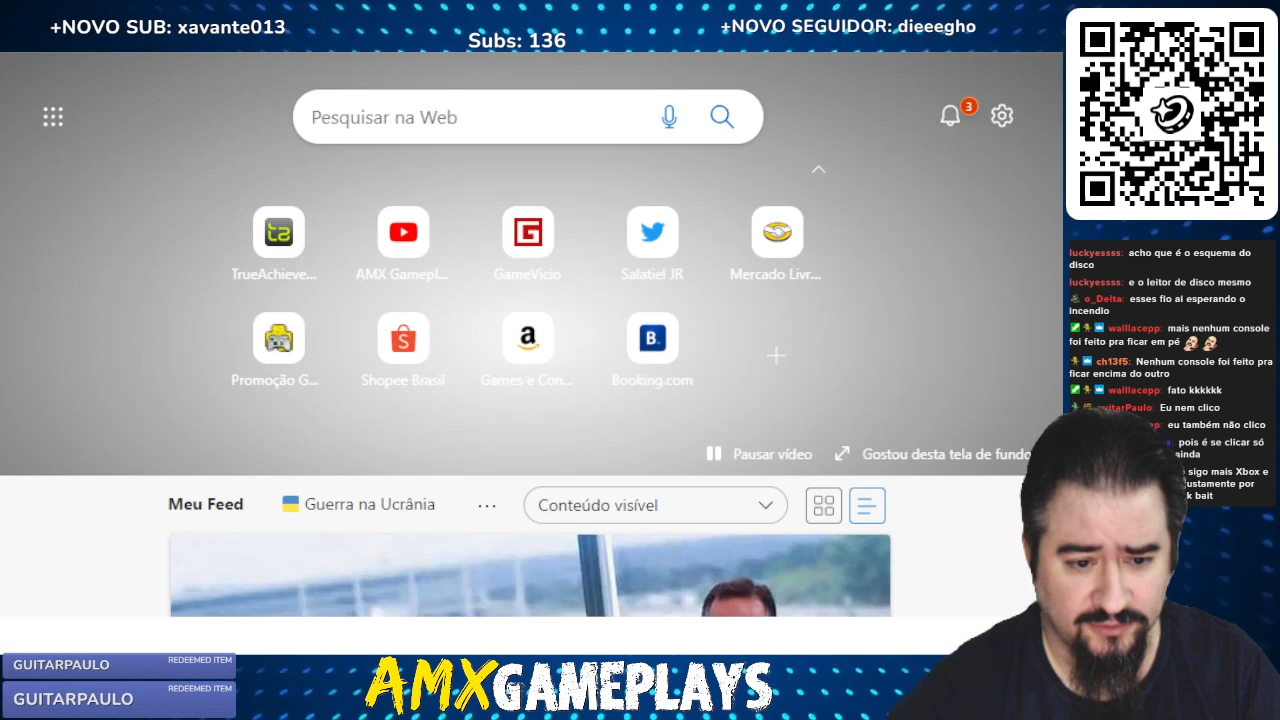 +NOVO SUB: xavante013
Subs: 136
+NOVO SEGUIDOR: dieeegho
Pesquisar na Web
3
TrueAchieve...
AMX Gamepl...
GameVicio
Salatiel JR
Mercado Livr...
Promoção G...
Shopee Brasil
Games e Con...
Booking.com
Pausar vídeo
Gostou desta tela de fundo
Meu Feed
Guerra na Ucrânia
...
Conteúdo visível
luckyessss: acho que é o esquema do
disco
luckyessss: e o leitor de disco mesmo
o_Delta: esses fio ai esperando o
incendio
walllacepp: mais nenhum console
foi feito pra ficar em pé
ch13f5: Nenhum console foi feito pra
ficar encima do outro
walllacepp: fato kkkkkk
guitarPaulo: Eu nem clico
eu também não clico
pois é se clicar só
ainda
sigo mais Xbox e
justamente por
k bait
GUITARPAULO
REDEEMED ITEM
GUITARPAULO
REDEEMED ITEM
AMXGAMEPLAYS